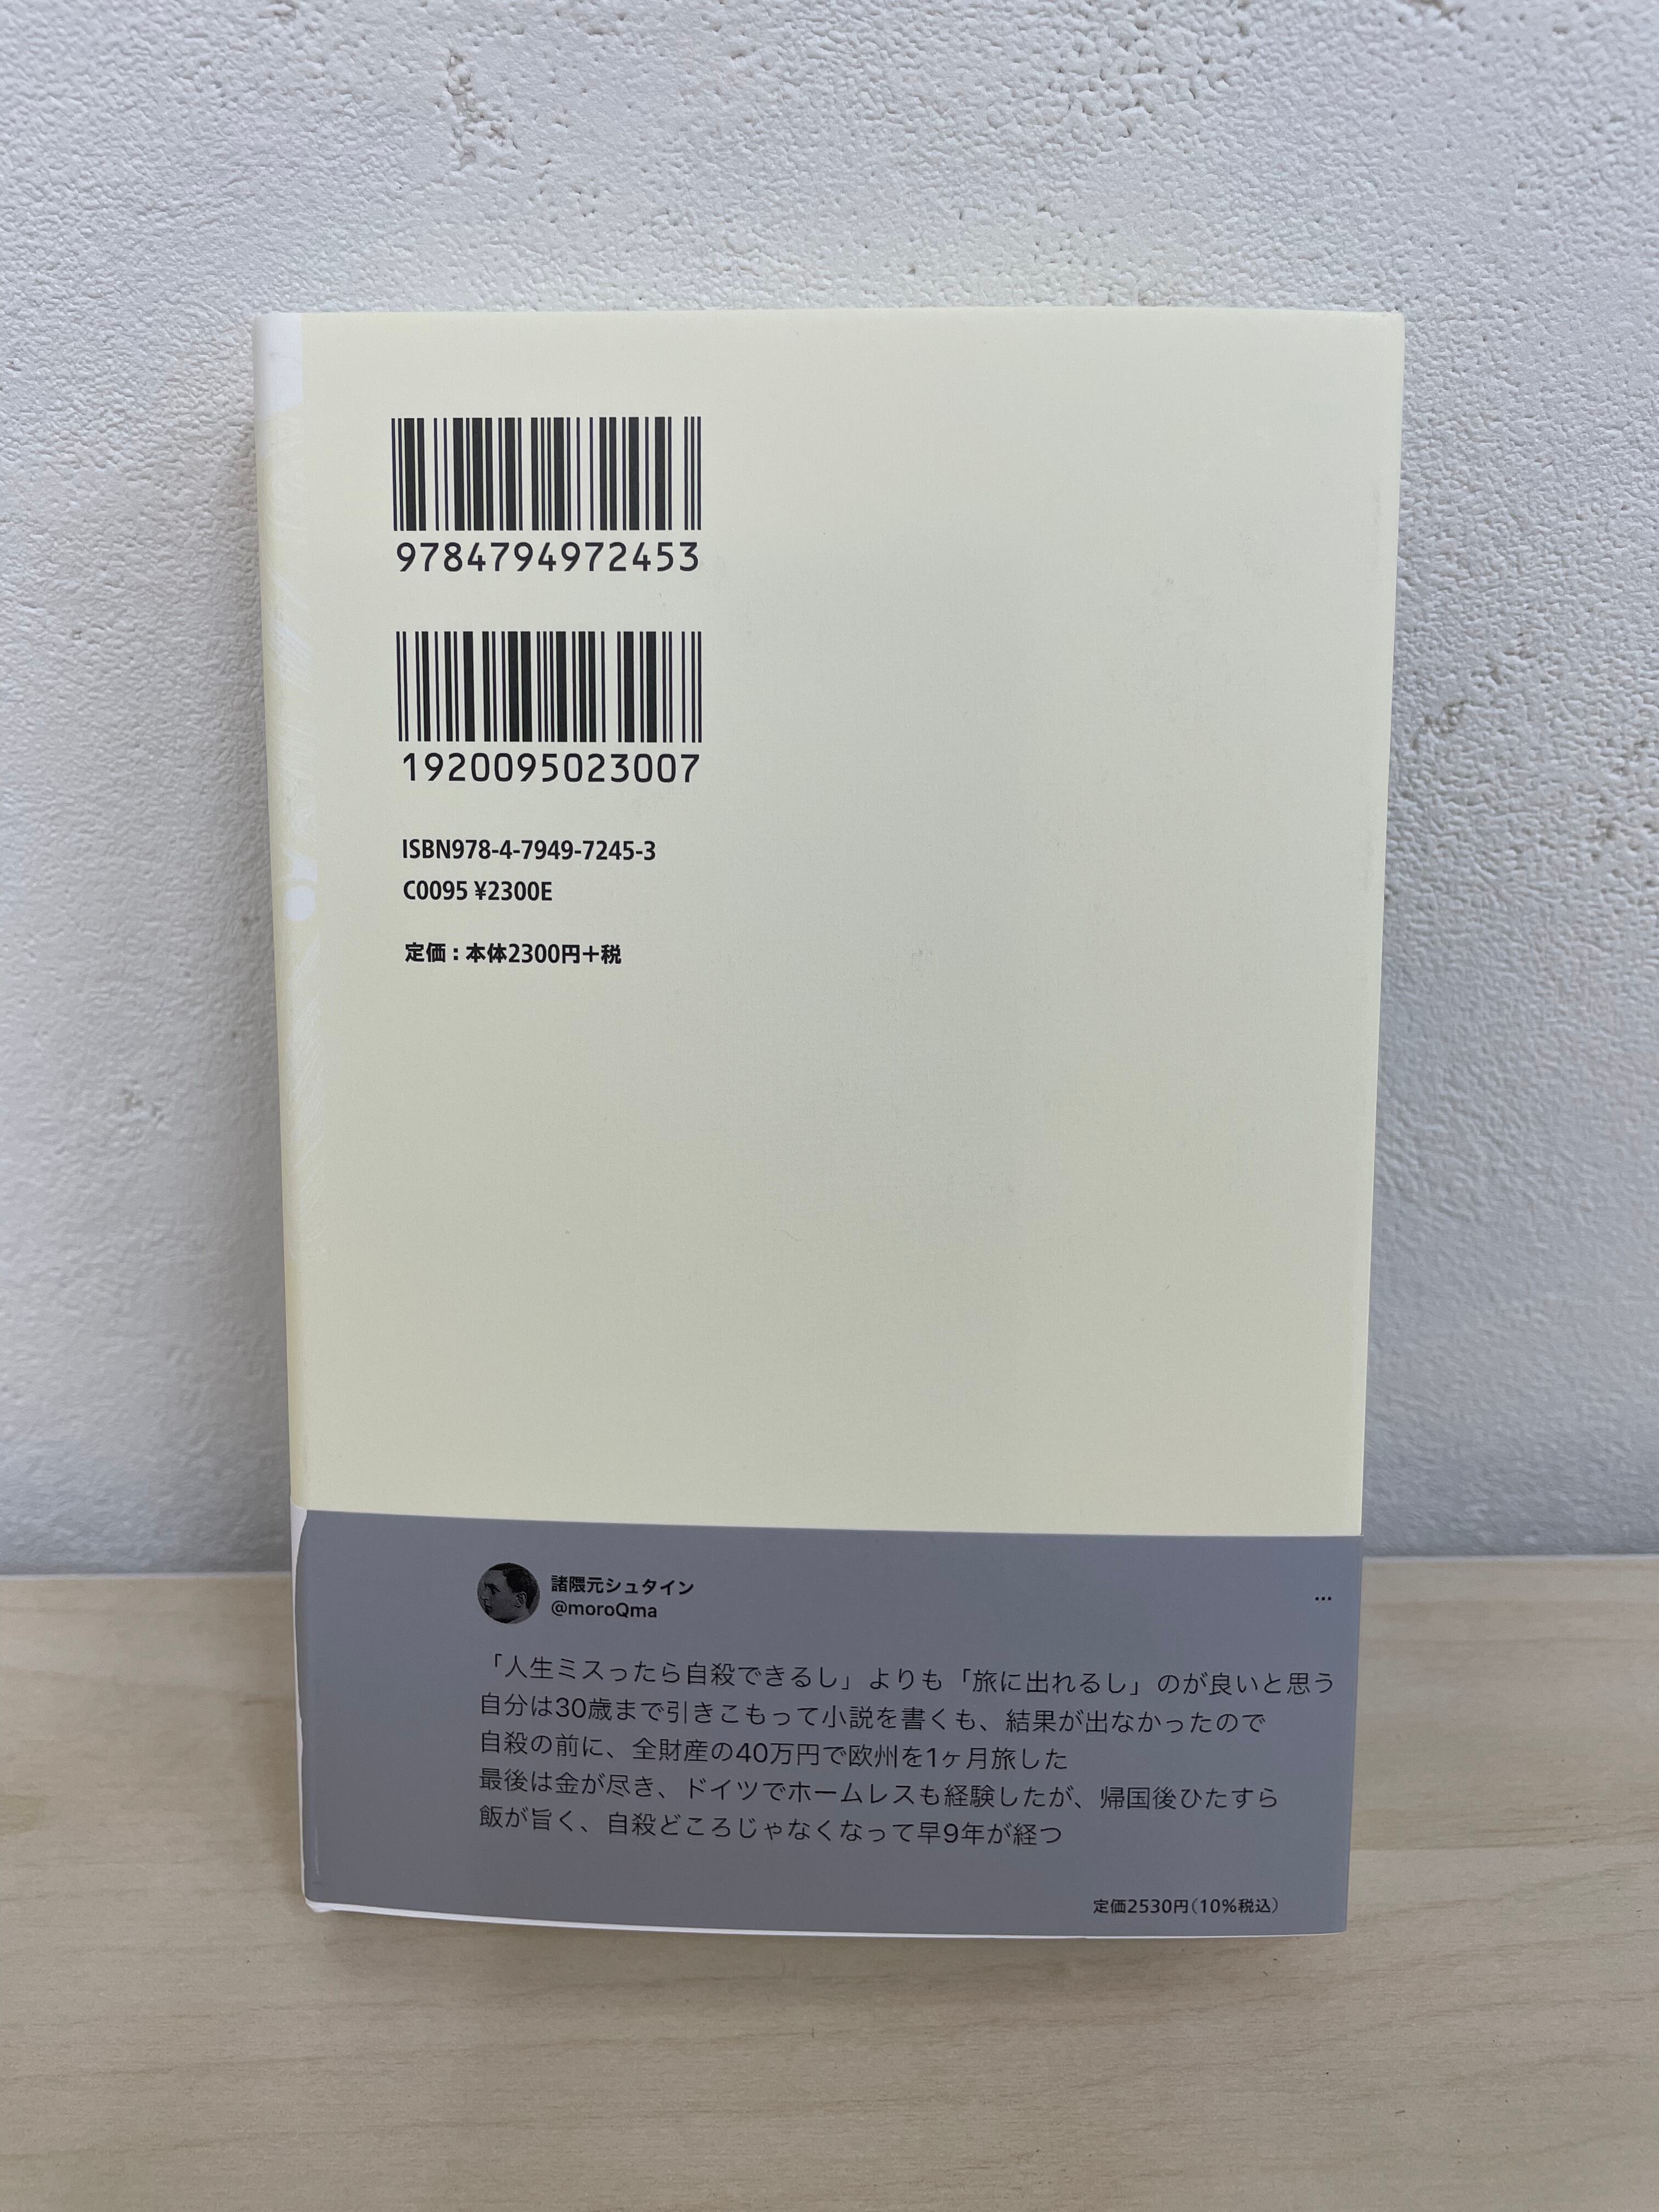 9784794972453
1920095023007
ISBN978-4-7949-7245-3
C0095 ¥2300E
定価：本体2300円＋税
諸隈元シュタイン
@moroQma
…
「人生ミスったら自殺できるし」よりも「旅に出れるし」のが良いと思う
自分は30歳まで引きこもって小説を書くも、結果が出なかったので
自殺の前に、全財産の40万円で欧州を1ヶ月旅した
最後は金が尽き、ドイツでホームレスも経験したが、帰国後ひたすら
飯が旨く、自殺どころじゃなくなって早9年が経つ
定価2530円（10%税込）